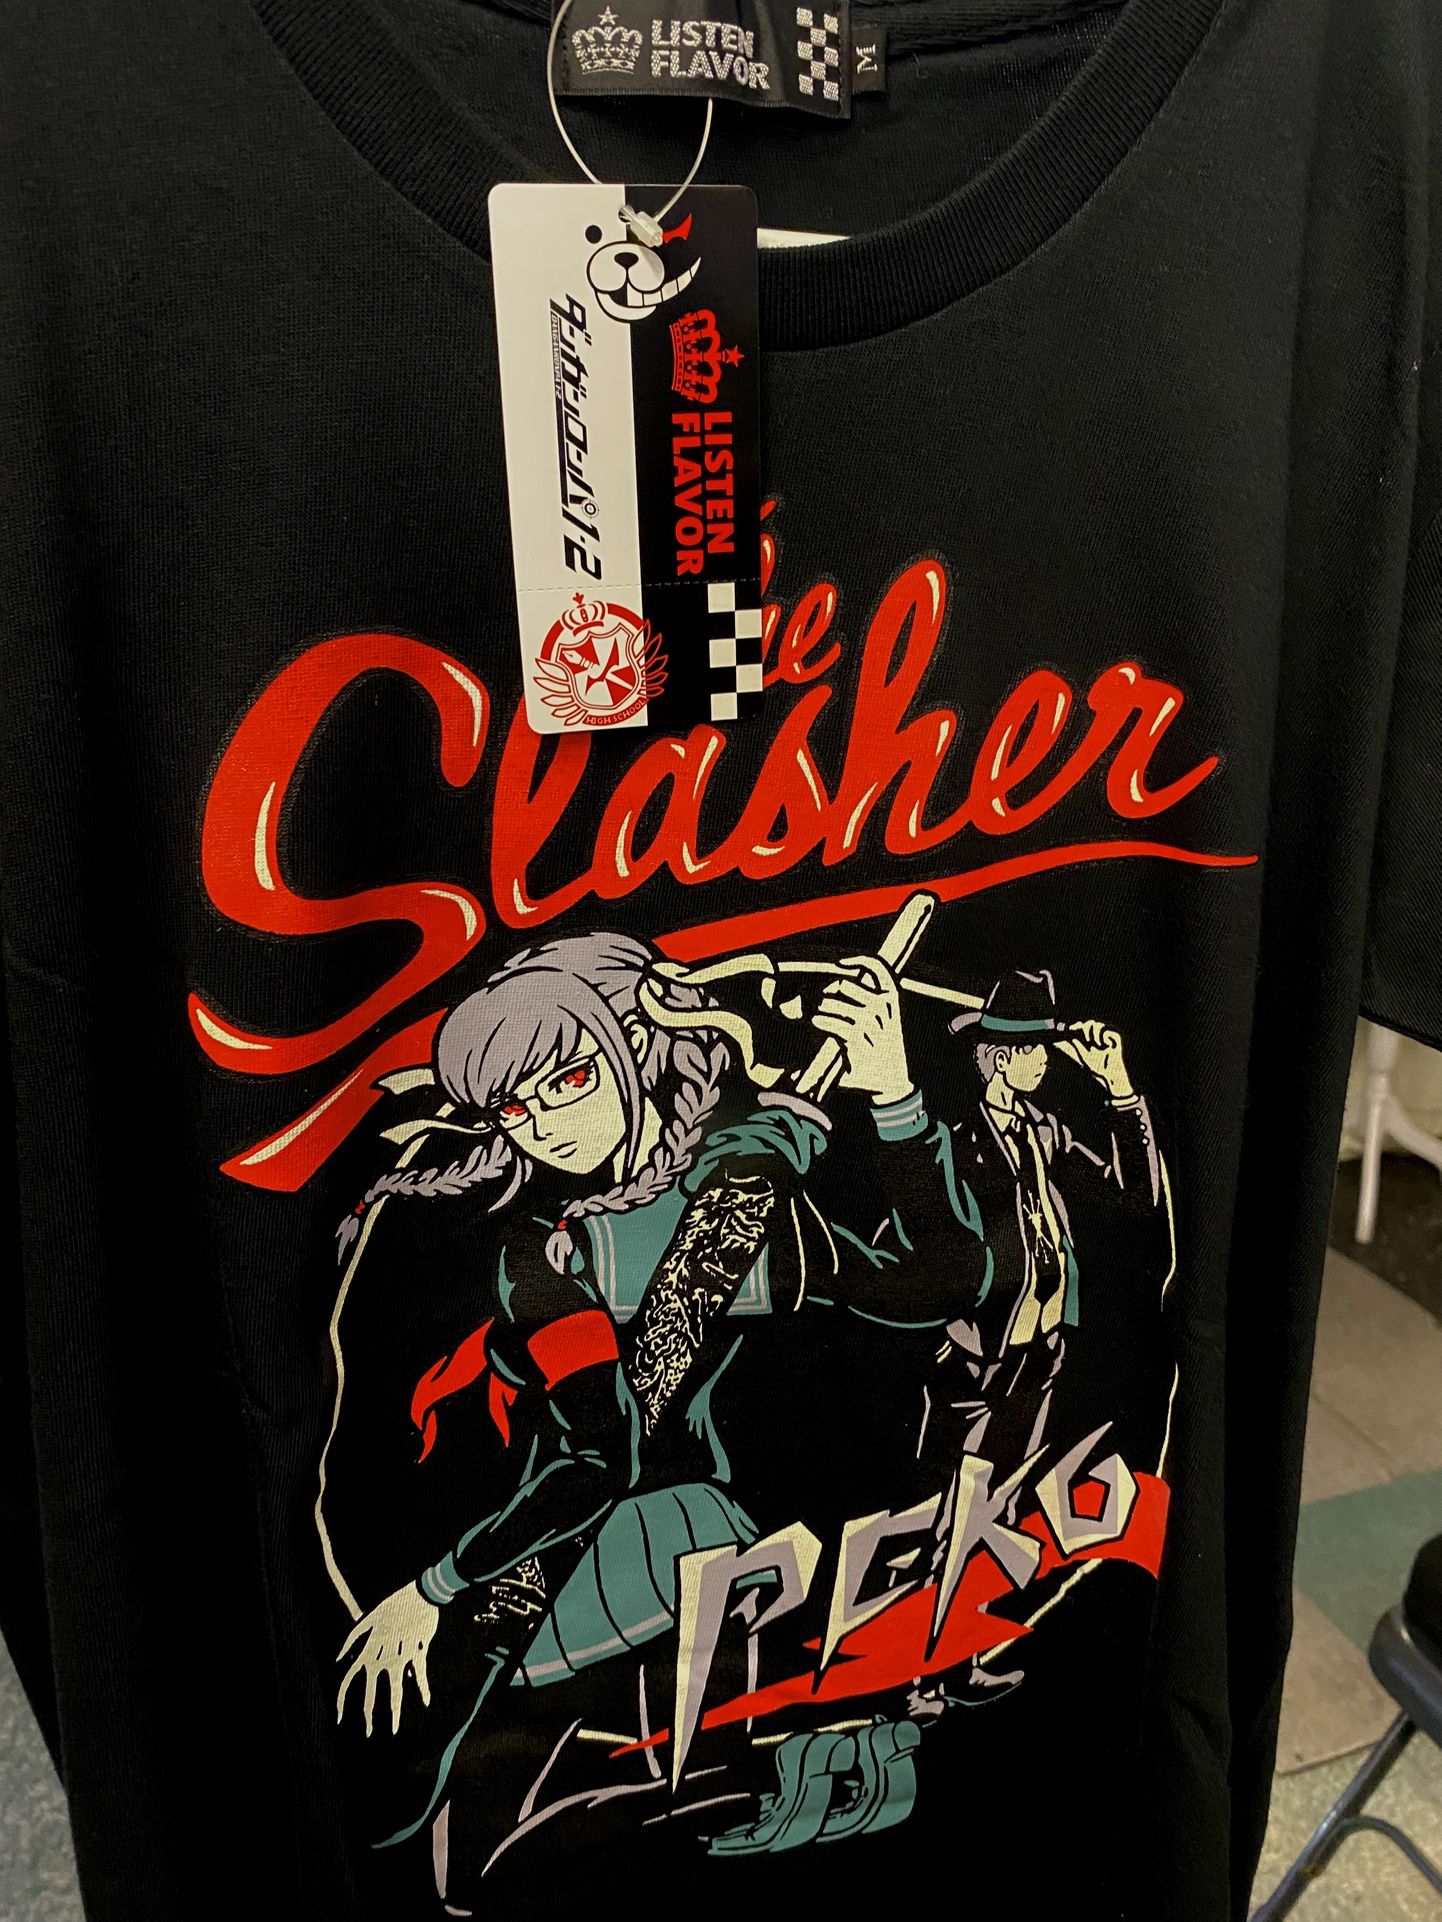 LISTEN
FLAVOR
M
ダンガンロンパ1・2
LISTEN
FLAVOR
HIGH SCHOOL
Slasher
PEKO